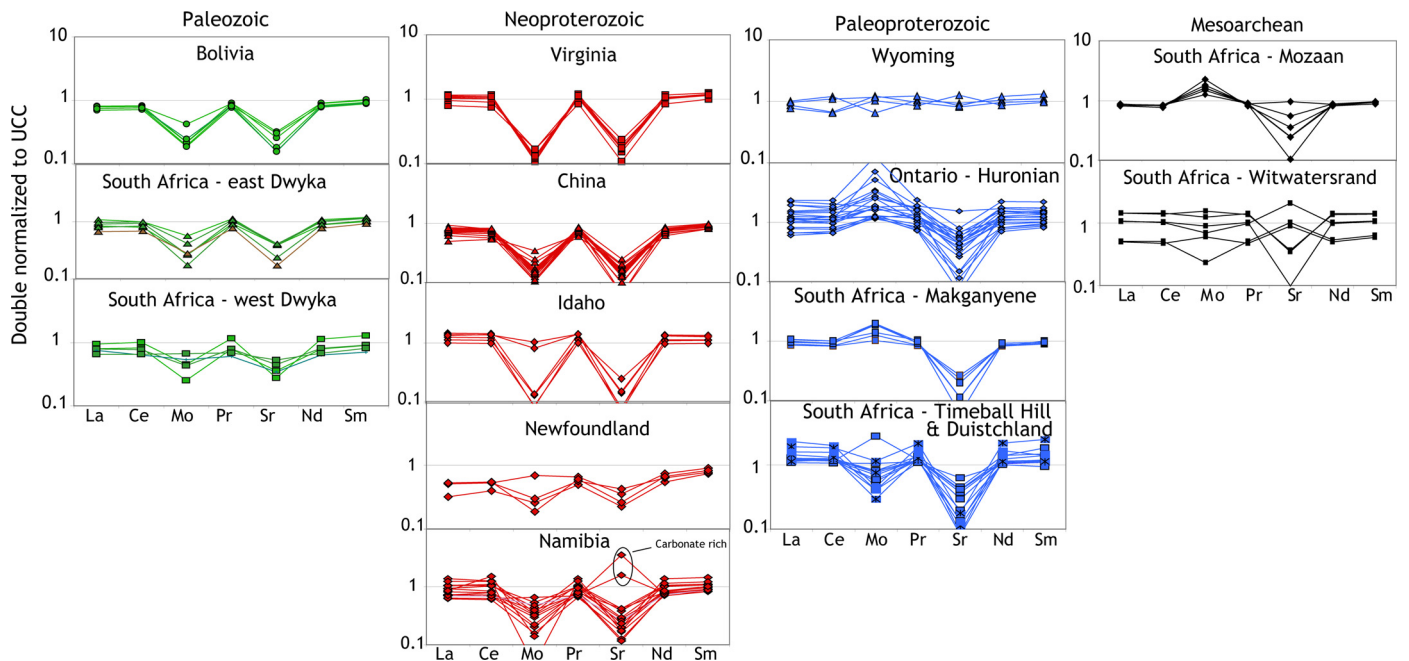 Double normalized to UCC
Paleozoic
10
Bolivia
1
0.1
South Africa - east Dwyka
1
0.1
South Africa - west Dwyka
1
0.1
La Ce Mo Pr Sr Nd Sm
Neoproterozoic
10
Virginia
1
0.1
China
1
0.1
Idaho
1
0.1
Newfoundland
1
0.1
Namibia
Carbonate rich
1
0.1
La Ce Mo Pr Sr Nd Sm
Paleoproterozoic
10
Wyoming
1
0.1
Ontario - Huronian
1
0.1
South Africa - Makganyene
1
0.1
South Africa - Timeball Hill
& Duistchland
1
0.1
La Ce Mo Pr Sr Nd Sm
Mesoarchean
10
South Africa - Mozaan
1
0.1
South Africa - Witwatersrand
1
0.1
La Ce Mo Pr Sr Nd Sm